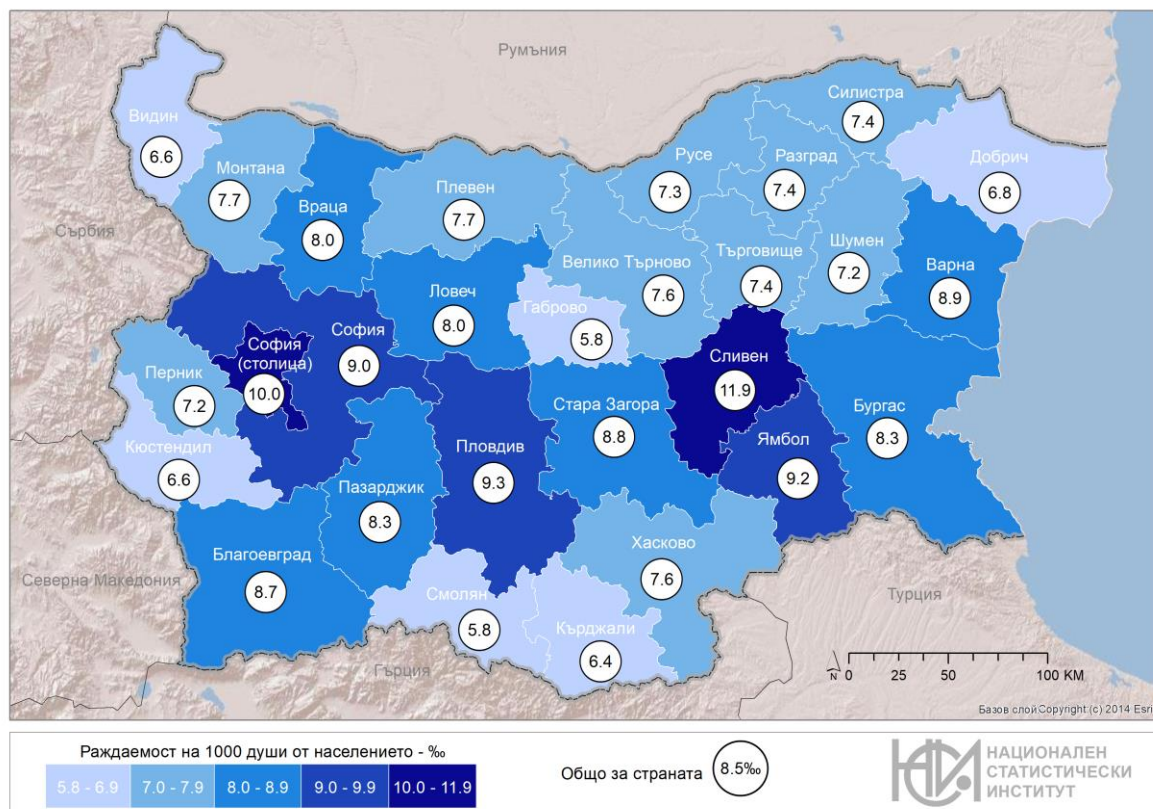 Румъния
Силистра
7.4
Видин
6.6
Добрич
6.8
Русе
7.3
Разград
7.4
Монтана
7.7
Плевен
7.7
Враца
8.0
Сърбия
Шумен
7.2
Търговище
7.4
Велико Търново
7.6
Варна
8.9
Ловеч
8.0
Габрово
5.8
София
9.0
София
(столица)
10.0
Сливен
11.9
Перник
7.2
Стара Загора
8.8
Бургас
8.3
Кюстендил
6.6
Пловдив
9.3
Ямбол
9.2
Пазарджик
8.3
Хасково
7.6
Благоевград
8.7
Северна Македония
Турция
Смолян
5.8
Кърджали
6.4
Гърция
N
0 25 50 100 КМ
Базов слой Copyright:(c) 2014 Esri
Раждаемост на 1000 души от населението - ‰
5.8 - 6.9 7.0 - 7.9 8.0 - 8.9 9.0 - 9.9 10.0 - 11.9
Общо за страната 8.5‰
НСИ
НАЦИОНАЛЕН
СТАТИСТИЧЕСКИ
ИНСТИТУТ